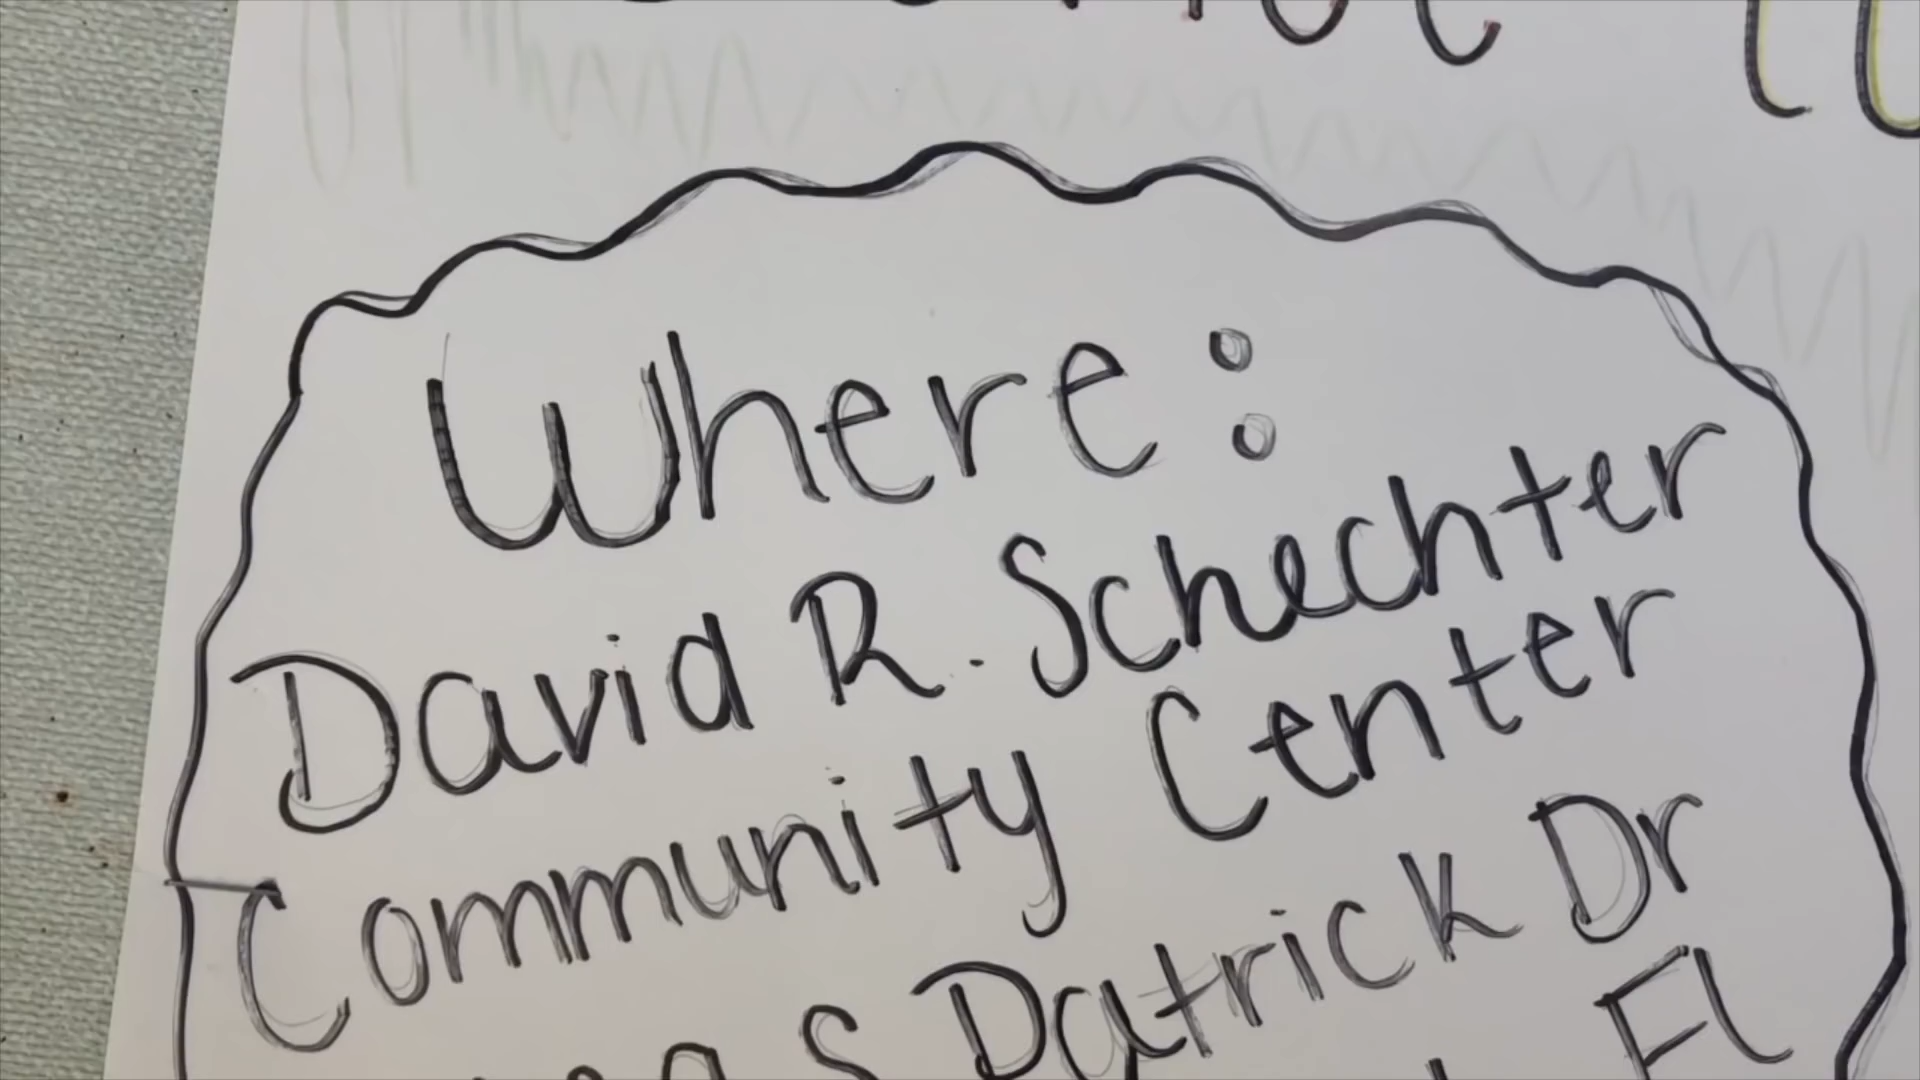 Where:
David R. Schechter
Community Center
S Patrick Dr
FL